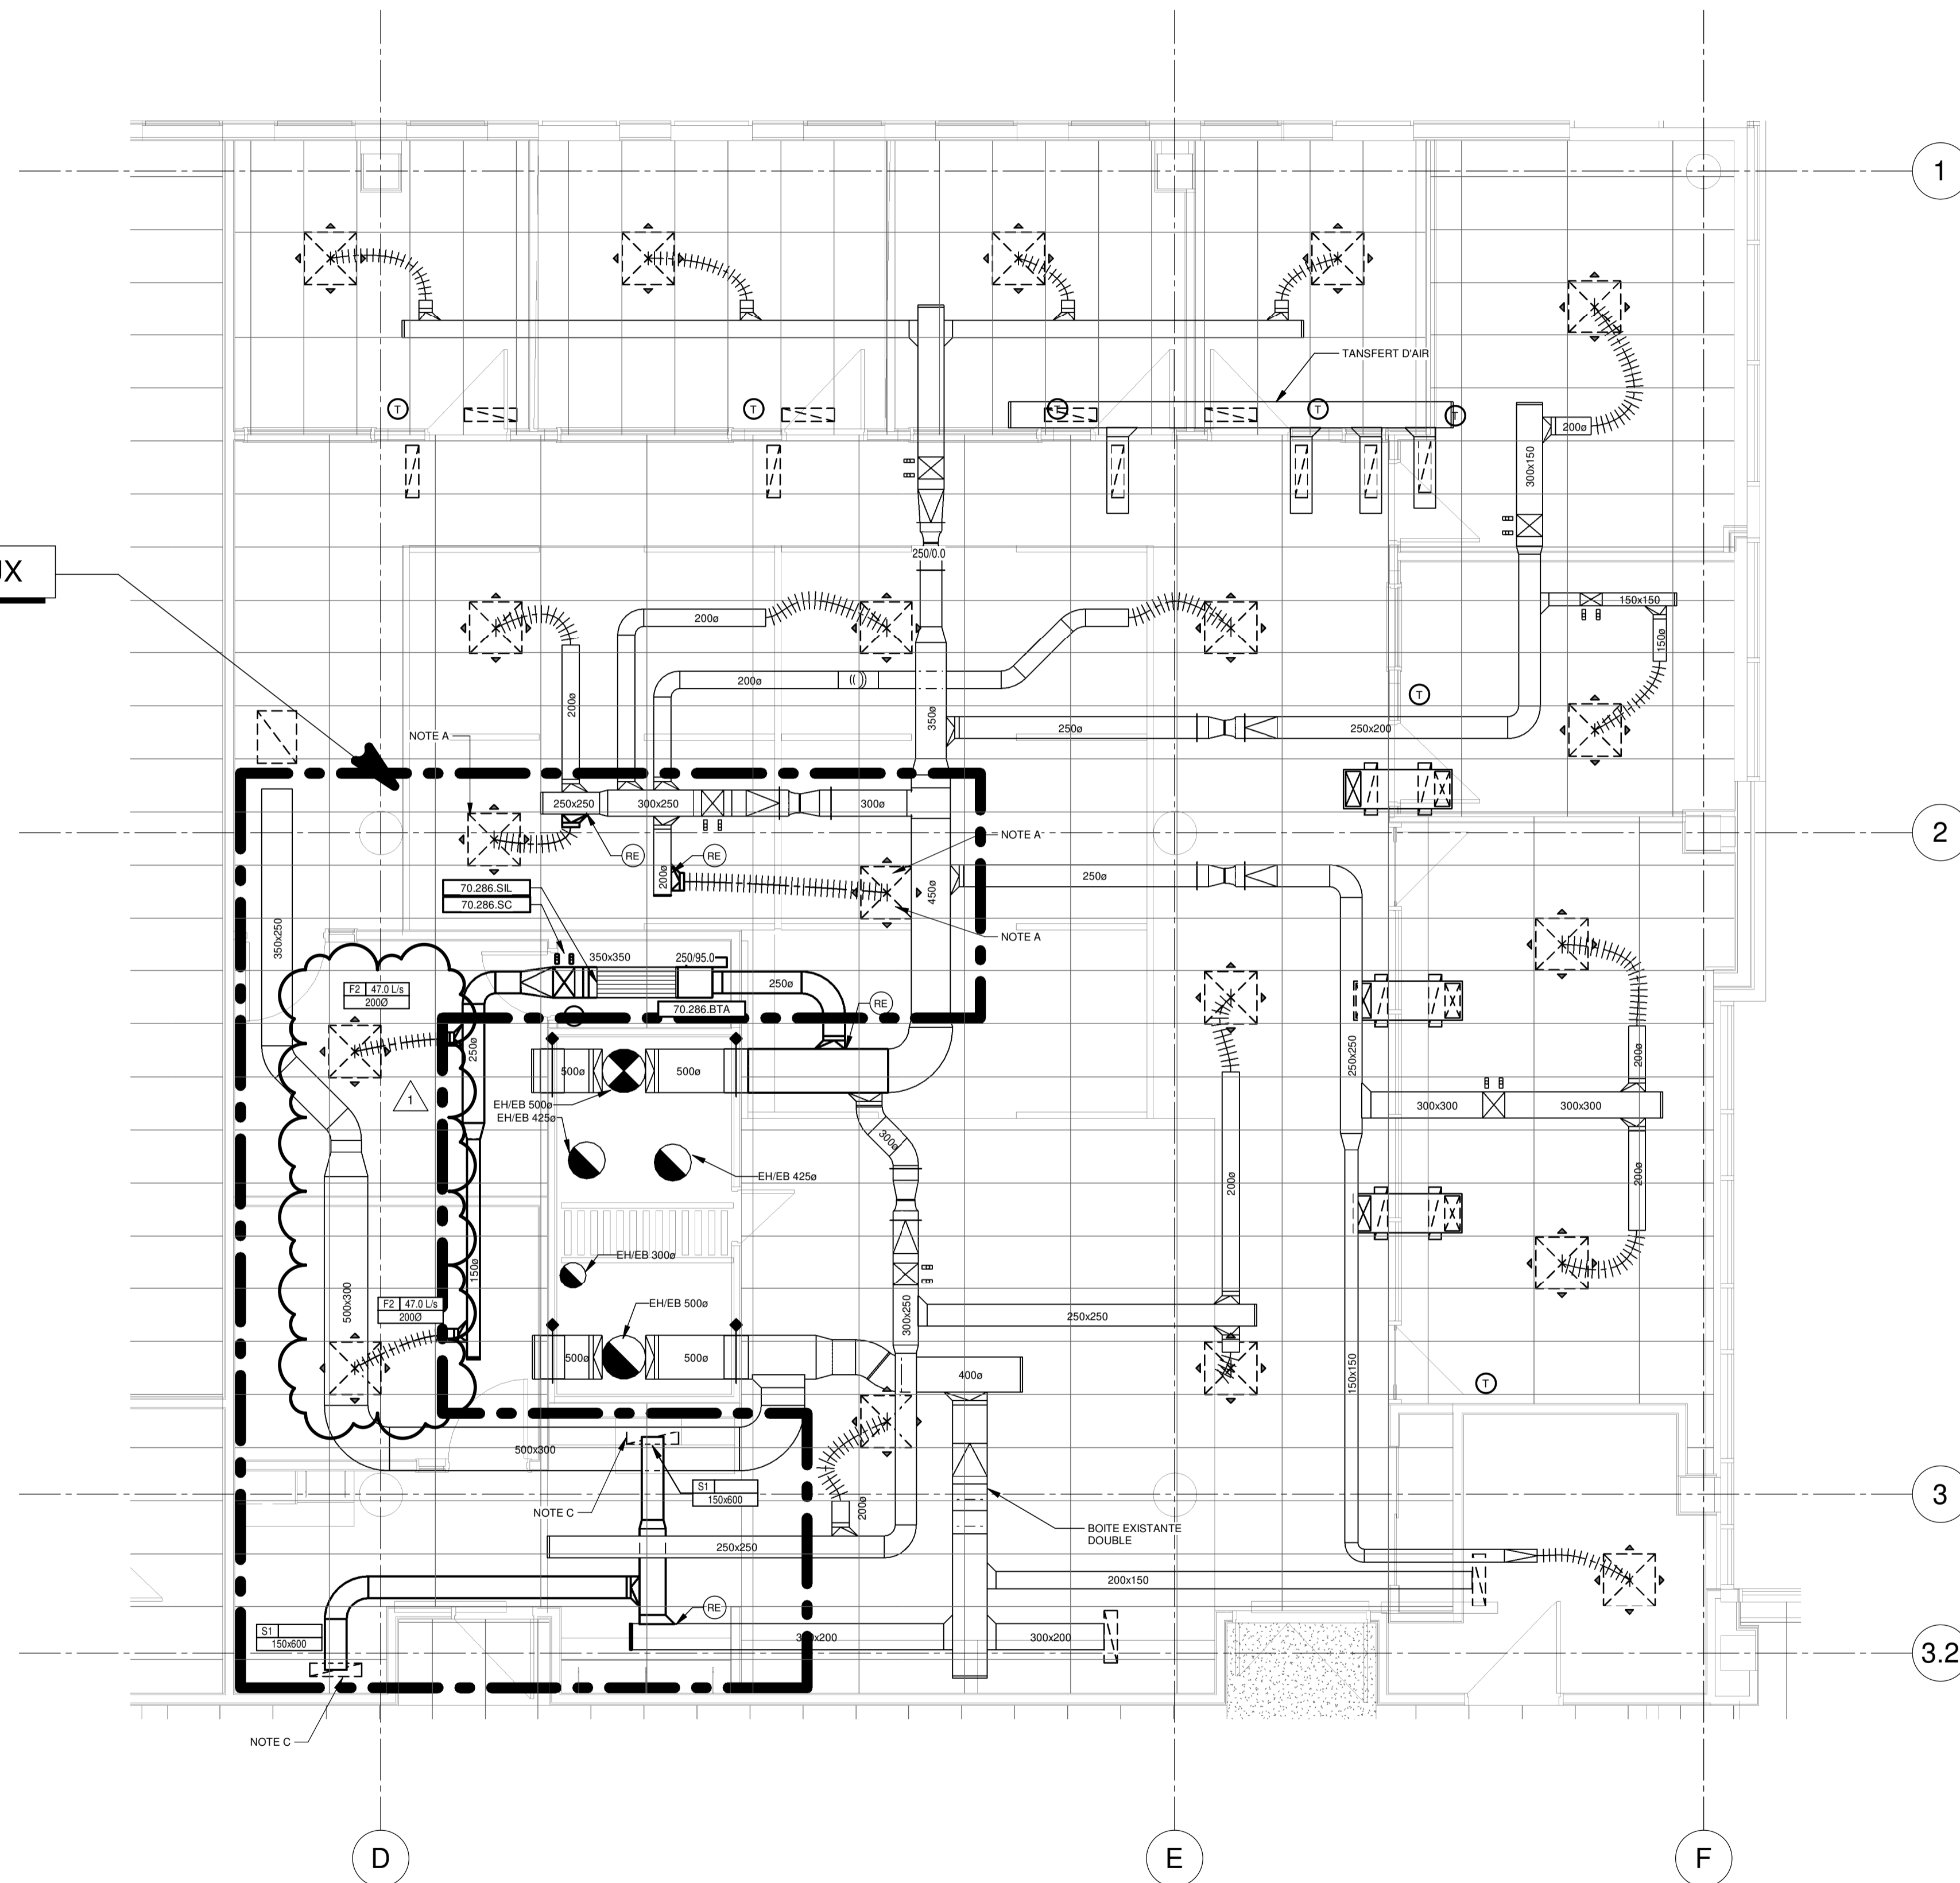 1
TANSFERT D'AIR
T
T
T
T
T
200ø
300x150
250/0.0
UX
150x150
200ø
150ø
200ø
200ø
T
350ø
250ø
250x200
NOTE A
250x250
300x250
300ø
NOTE A
2
RE
RE
200ø
250ø
70.286.SIL
70.286.SC
450ø
350x250
NOTE A
350x350
250/95.0
F2 47.0 L/s
200Ø
250ø
RE
70.286.BTA
250ø
200ø
250x250
500ø
500ø
1
EH/EB 500ø
EH/EB 425ø
300x300
300x300
300ø
EH/EB 425ø
200ø
200ø
EH/EB 300ø
150ø
F2 47.0 L/s
200Ø
500x300
EH/EB 500ø
300x250
250x250
500ø
500ø
400ø
150x150
T
500x300
S1
150x600
3
NOTE C
200ø
BOITE EXISTANTE
DOUBLE
250x250
200x150
RE
S1
150x600
300x200
300x200
3.2
NOTE C
D
E
F